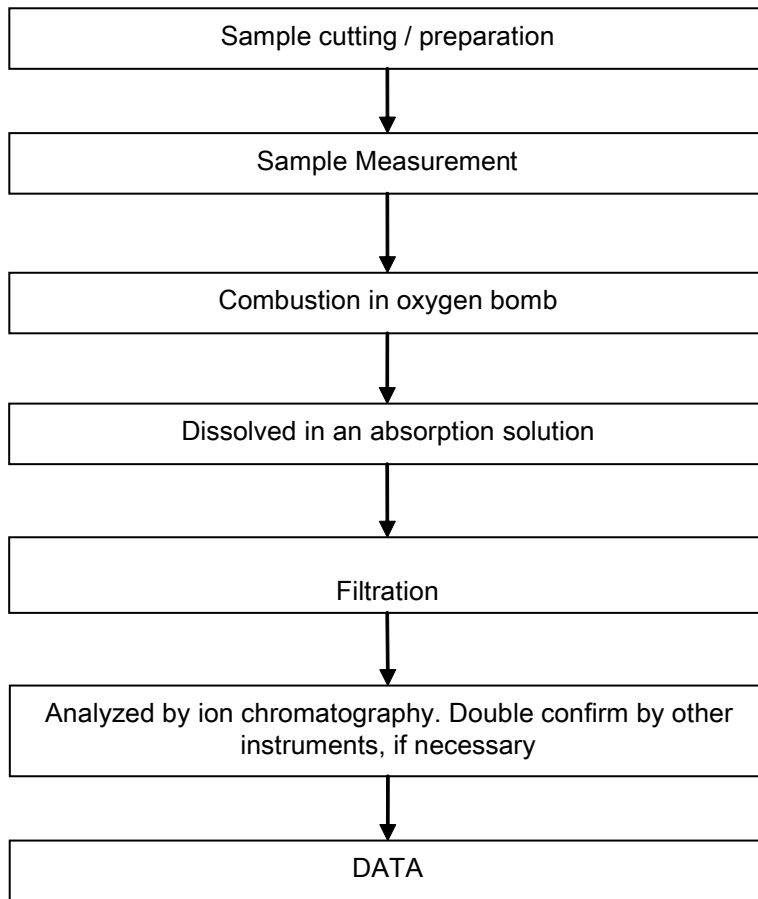 Sample cutting / preparation
Sample Measurement
Combustion in oxygen bomb
Dissolved in an absorption solution
Filtration
Analyzed by ion chromatography. Double confirm by other
instruments, if necessary
DATA